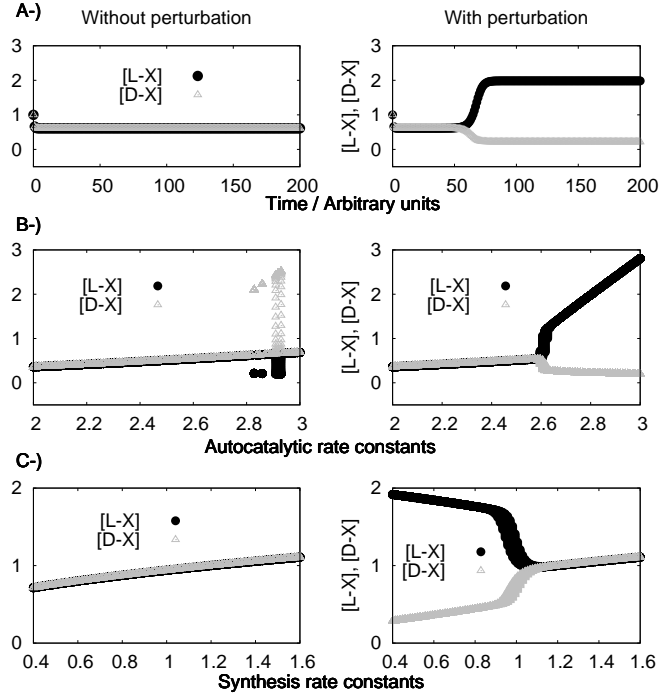 A-)
Without perturbation
With perturbation
3
2
1
0
[L-X]
[D-X]
0
50
100
150
200
[L-X], [D-X]
3
2
1
0
0
50
100
150
200
Time / Arbitrary units
B-)
3
2
1
0
[L-X]
[D-X]
2
2.2
2.4
2.6
2.8
3
[L-X], [D-X]
3
2
1
0
[L-X]
[D-X]
2
2.2
2.4
2.6
2.8
3
Autocatalytic rate constants
C-)
2
1
0
[L-X]
[D-X]
0.4
0.6
0.8
1
1.2
1.4
1.6
[L-X], [D-X]
2
1
0
[L-X]
[D-X]
0.4
0.6
0.8
1
1.2
1.4
1.6
Synthesis rate constants